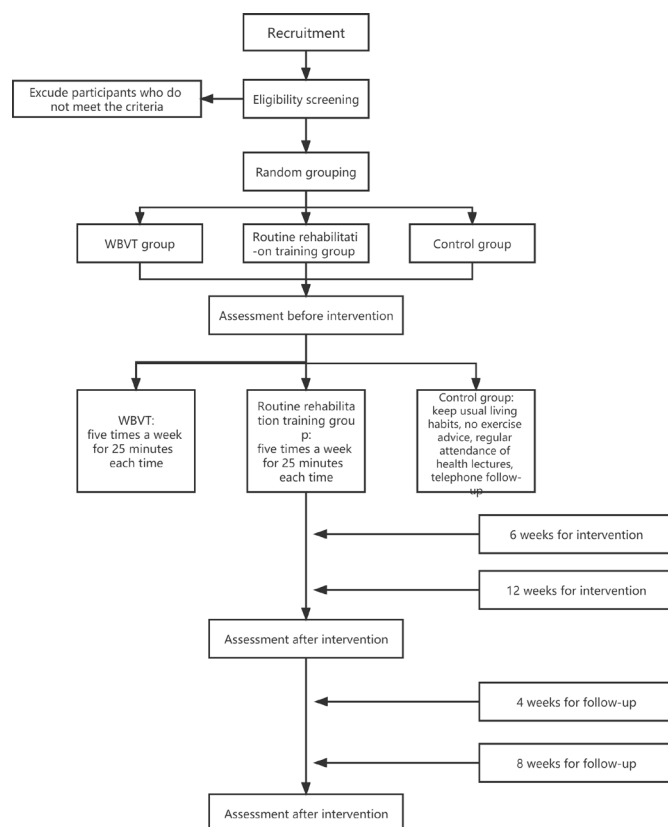 Recruitment
Excude participants who do
not meet the criteria
Eligibility screening
Random grouping
WBVT group
Routine rehabilitati
-on training group
Control group
Assessment before intervention
WBVT:
five times a week
for 25 minutes
each time
Routine rehabilita
tion training grou
p:
five times a week
for 25 minutes
each time
Control group:
keep usual living
habits, no exercise
advice, regular
attendance of
health lectures,
telephone follow-
up
6 weeks for intervention
12 weeks for intervention
Assessment after intervention
4 weeks for follow-up
8 weeks for follow-up
Assessment after intervention